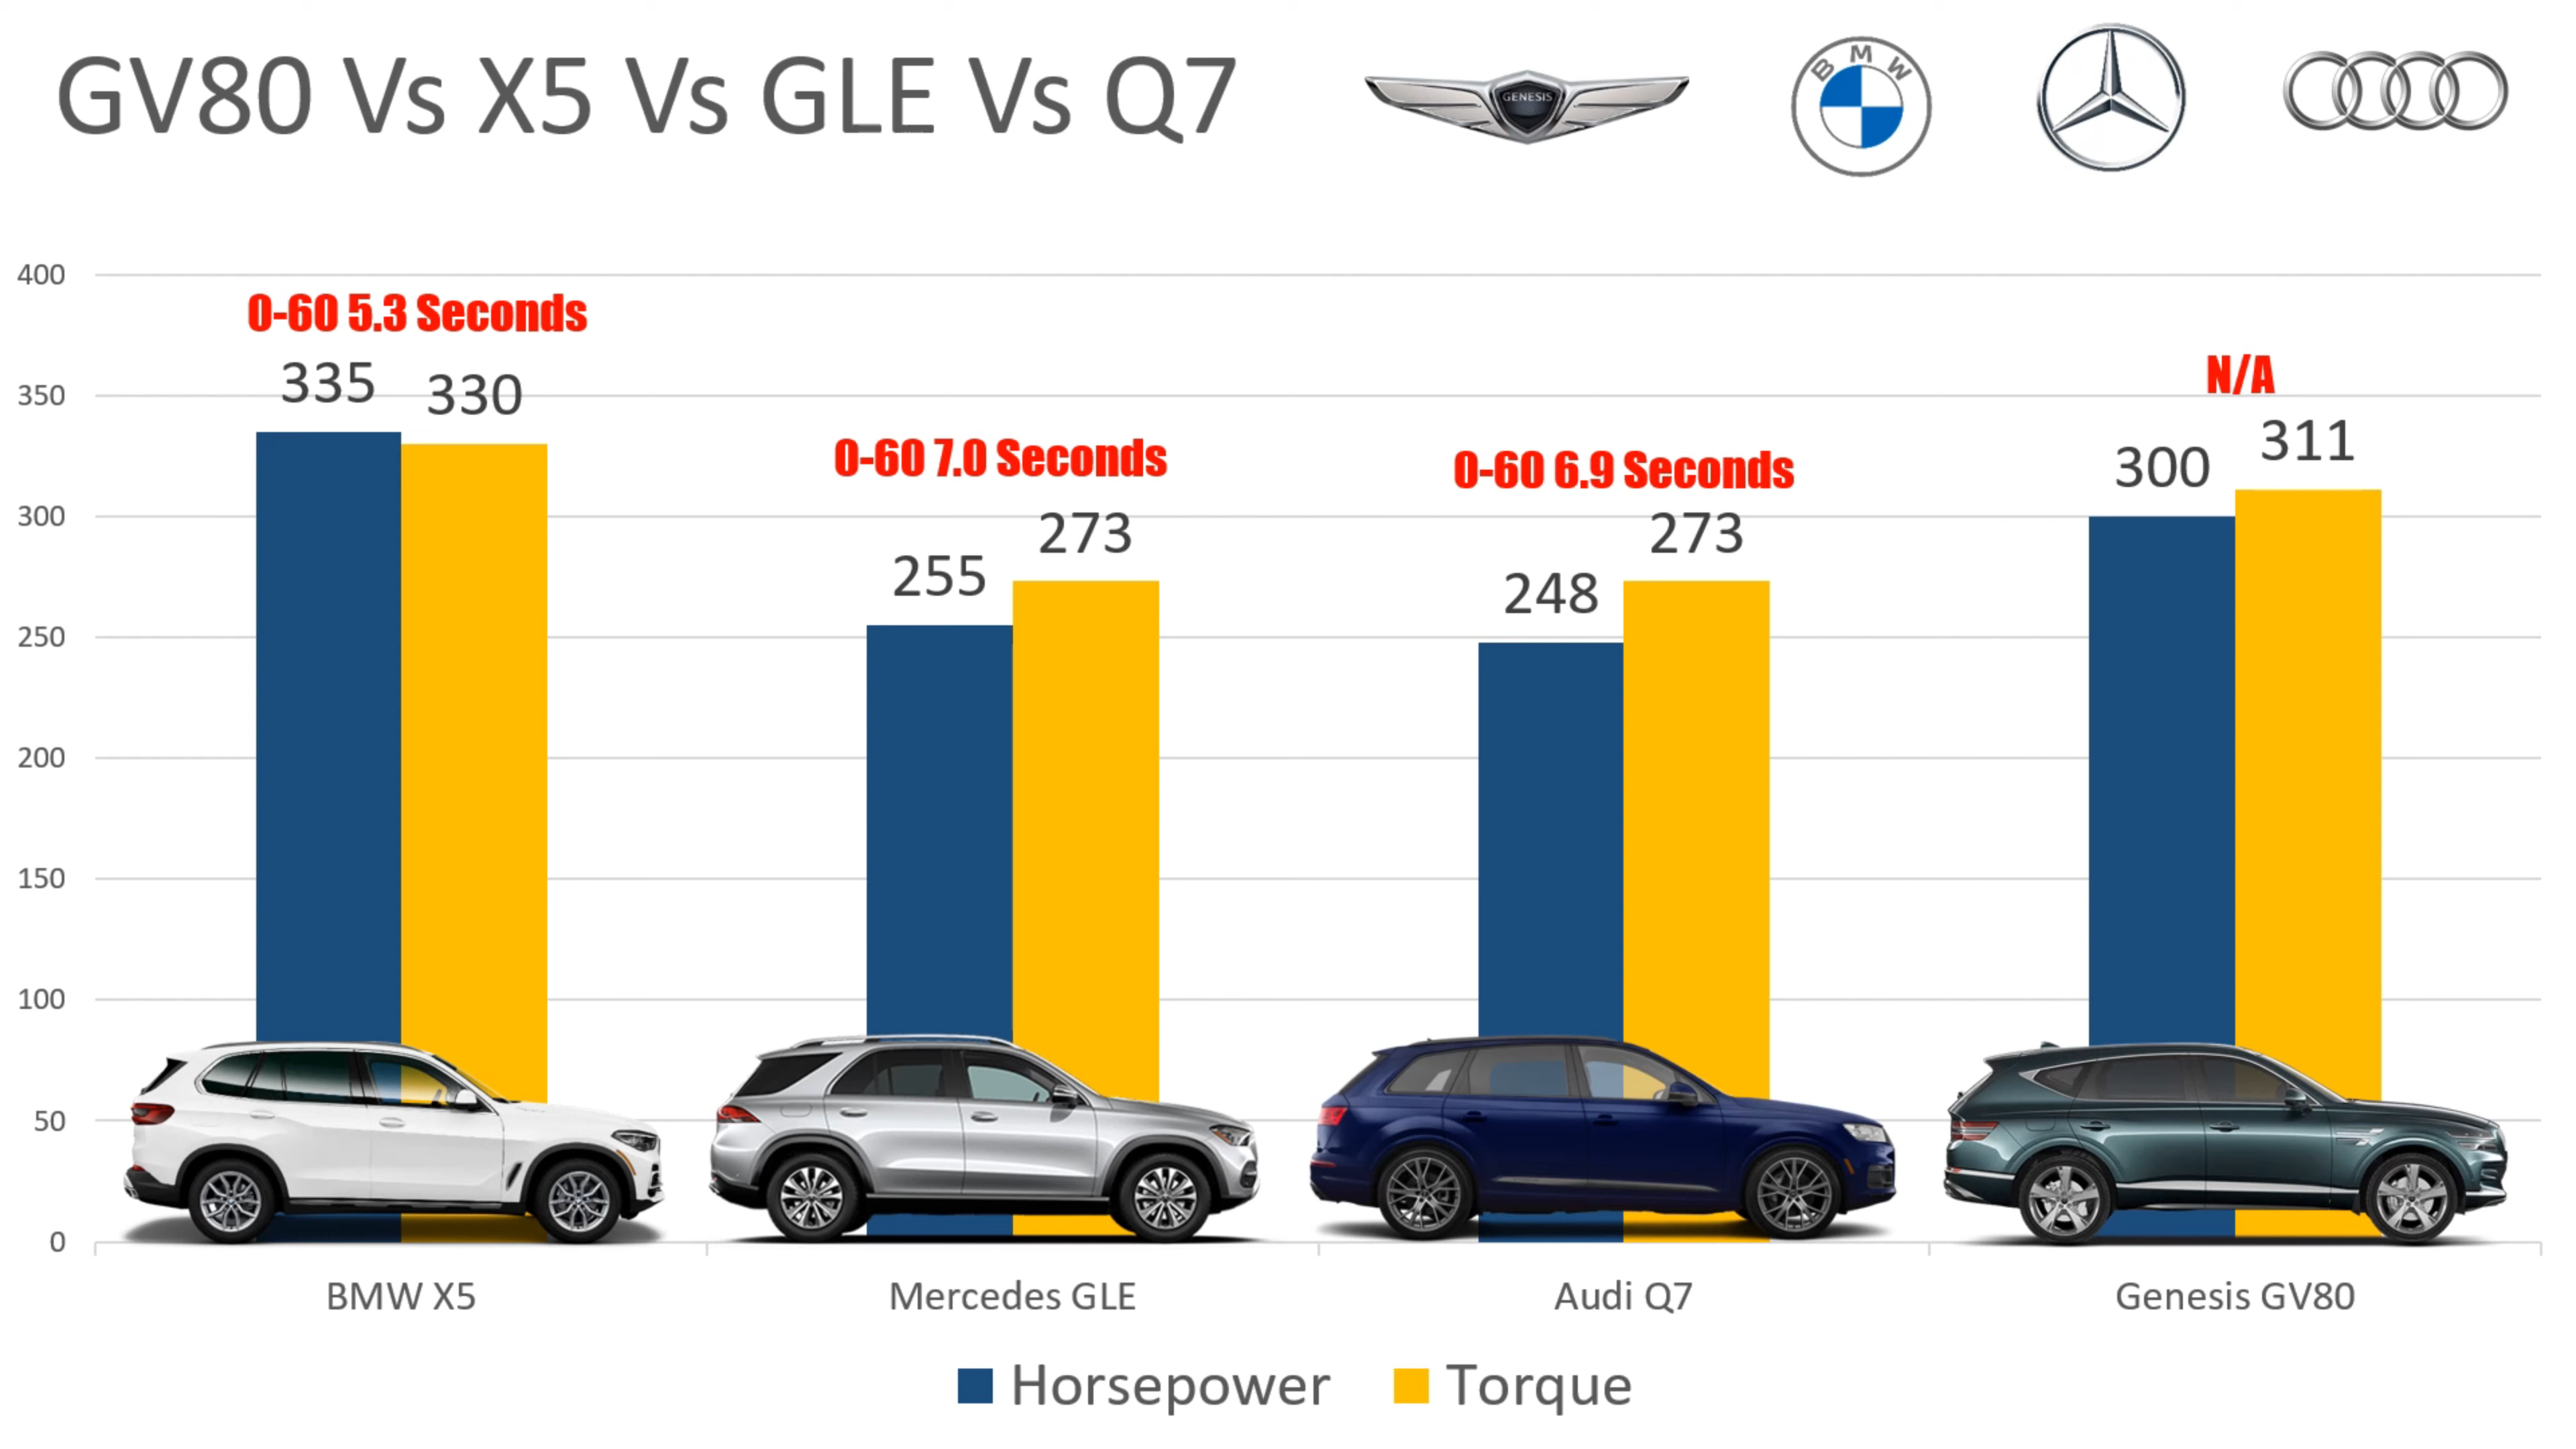 GV80 Vs X5 Vs GLE Vs Q7
GENESIS
BMW
400
350
300
250
200
150
100
50
0
0-60 5.3 Seconds
335 330
0-60 7.0 Seconds
255 273
0-60 6.9 Seconds
248 273
N/A
300 311
BMW X5
Mercedes GLE
Audi Q7
Genesis GV80
Horsepower Torque